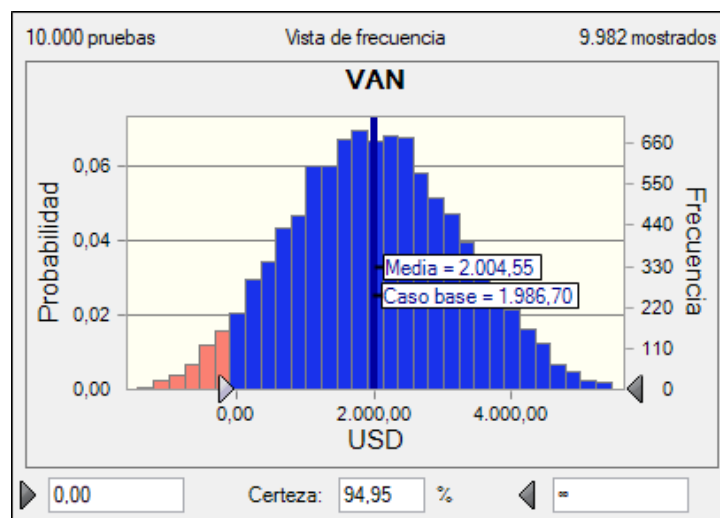 10.000 pruebas Vista de frecuencia 9.982 mostrados
VAN
Probabilidad
0,06
0,04
0,02
0,00
Media = 2.004,55
Caso base = 1.986,70
660
550
440
330
220
110
0
Frecuencia
0,00 2.000,00 4.000,00
USD
0,00 Certeza: 94,95 % ∞